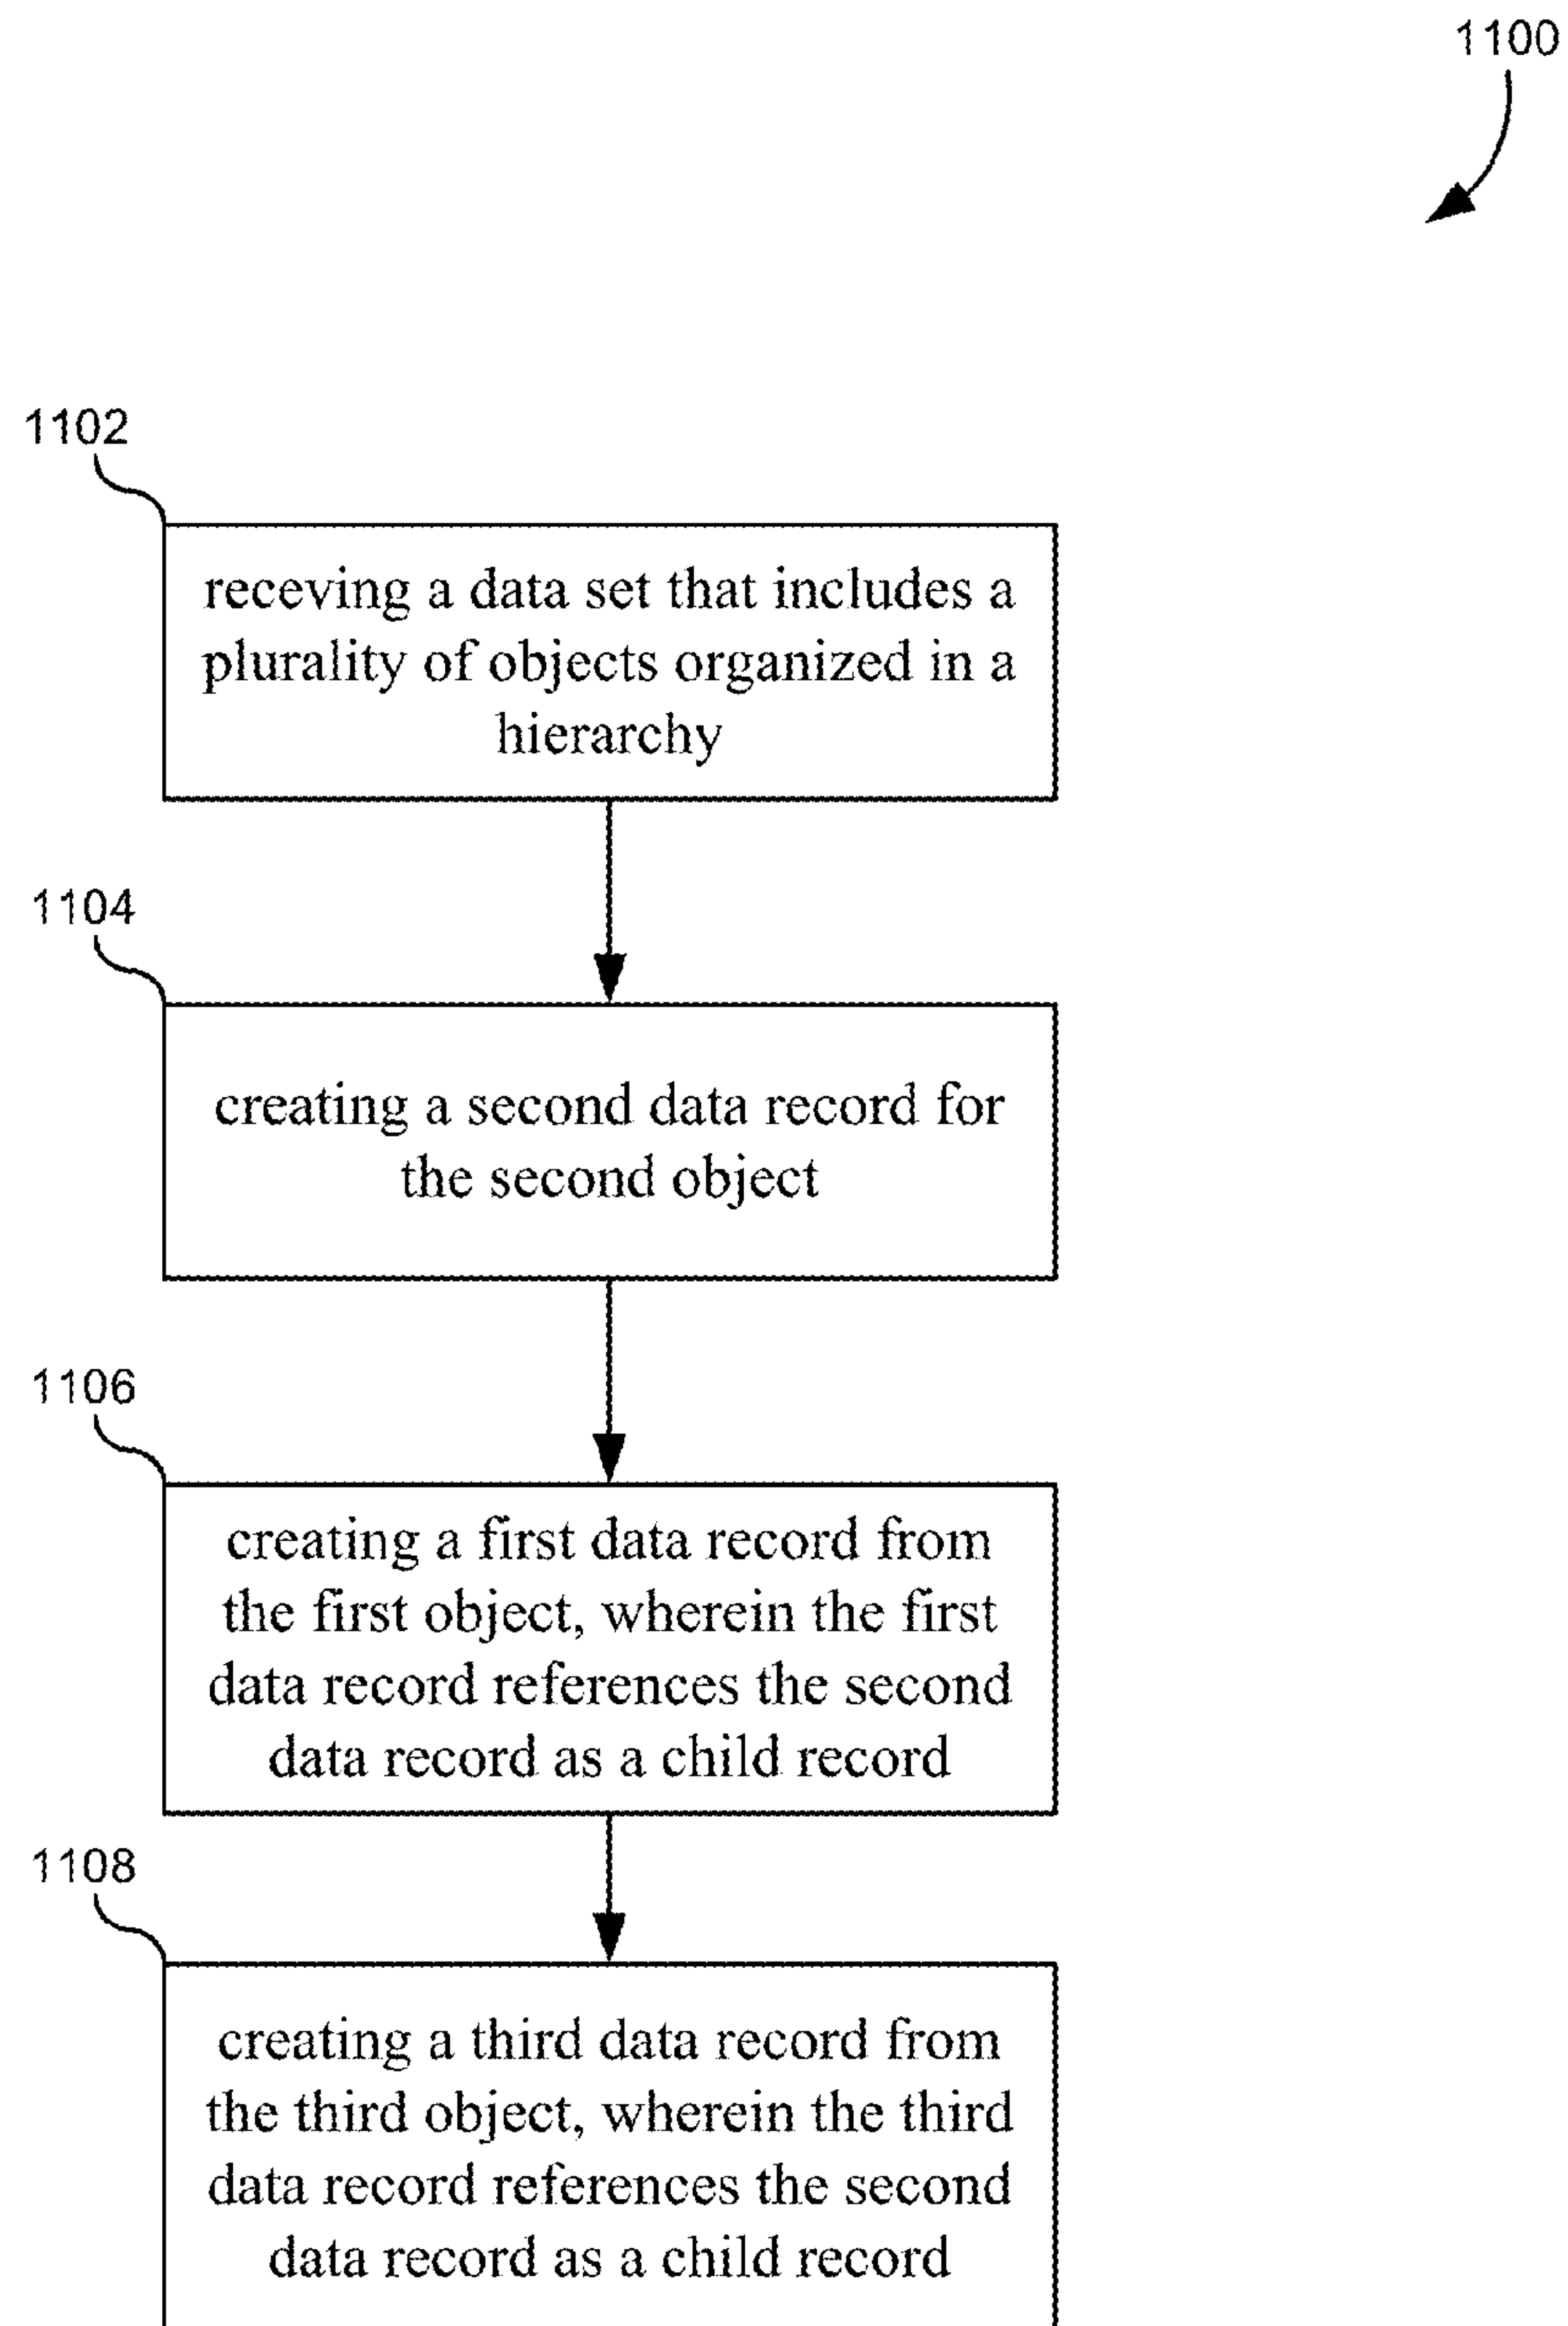 1100
1102
receving a data set that includes a
plurality of objects organized in a
hierarchy
1104
creating a second data record for
the second object
1106
creating a first data record from
the first object, wherein the first
data record references the second
data record as a child record
1108
creating a third data record from
the third object, wherein the third
data record references the second
data record as a child record